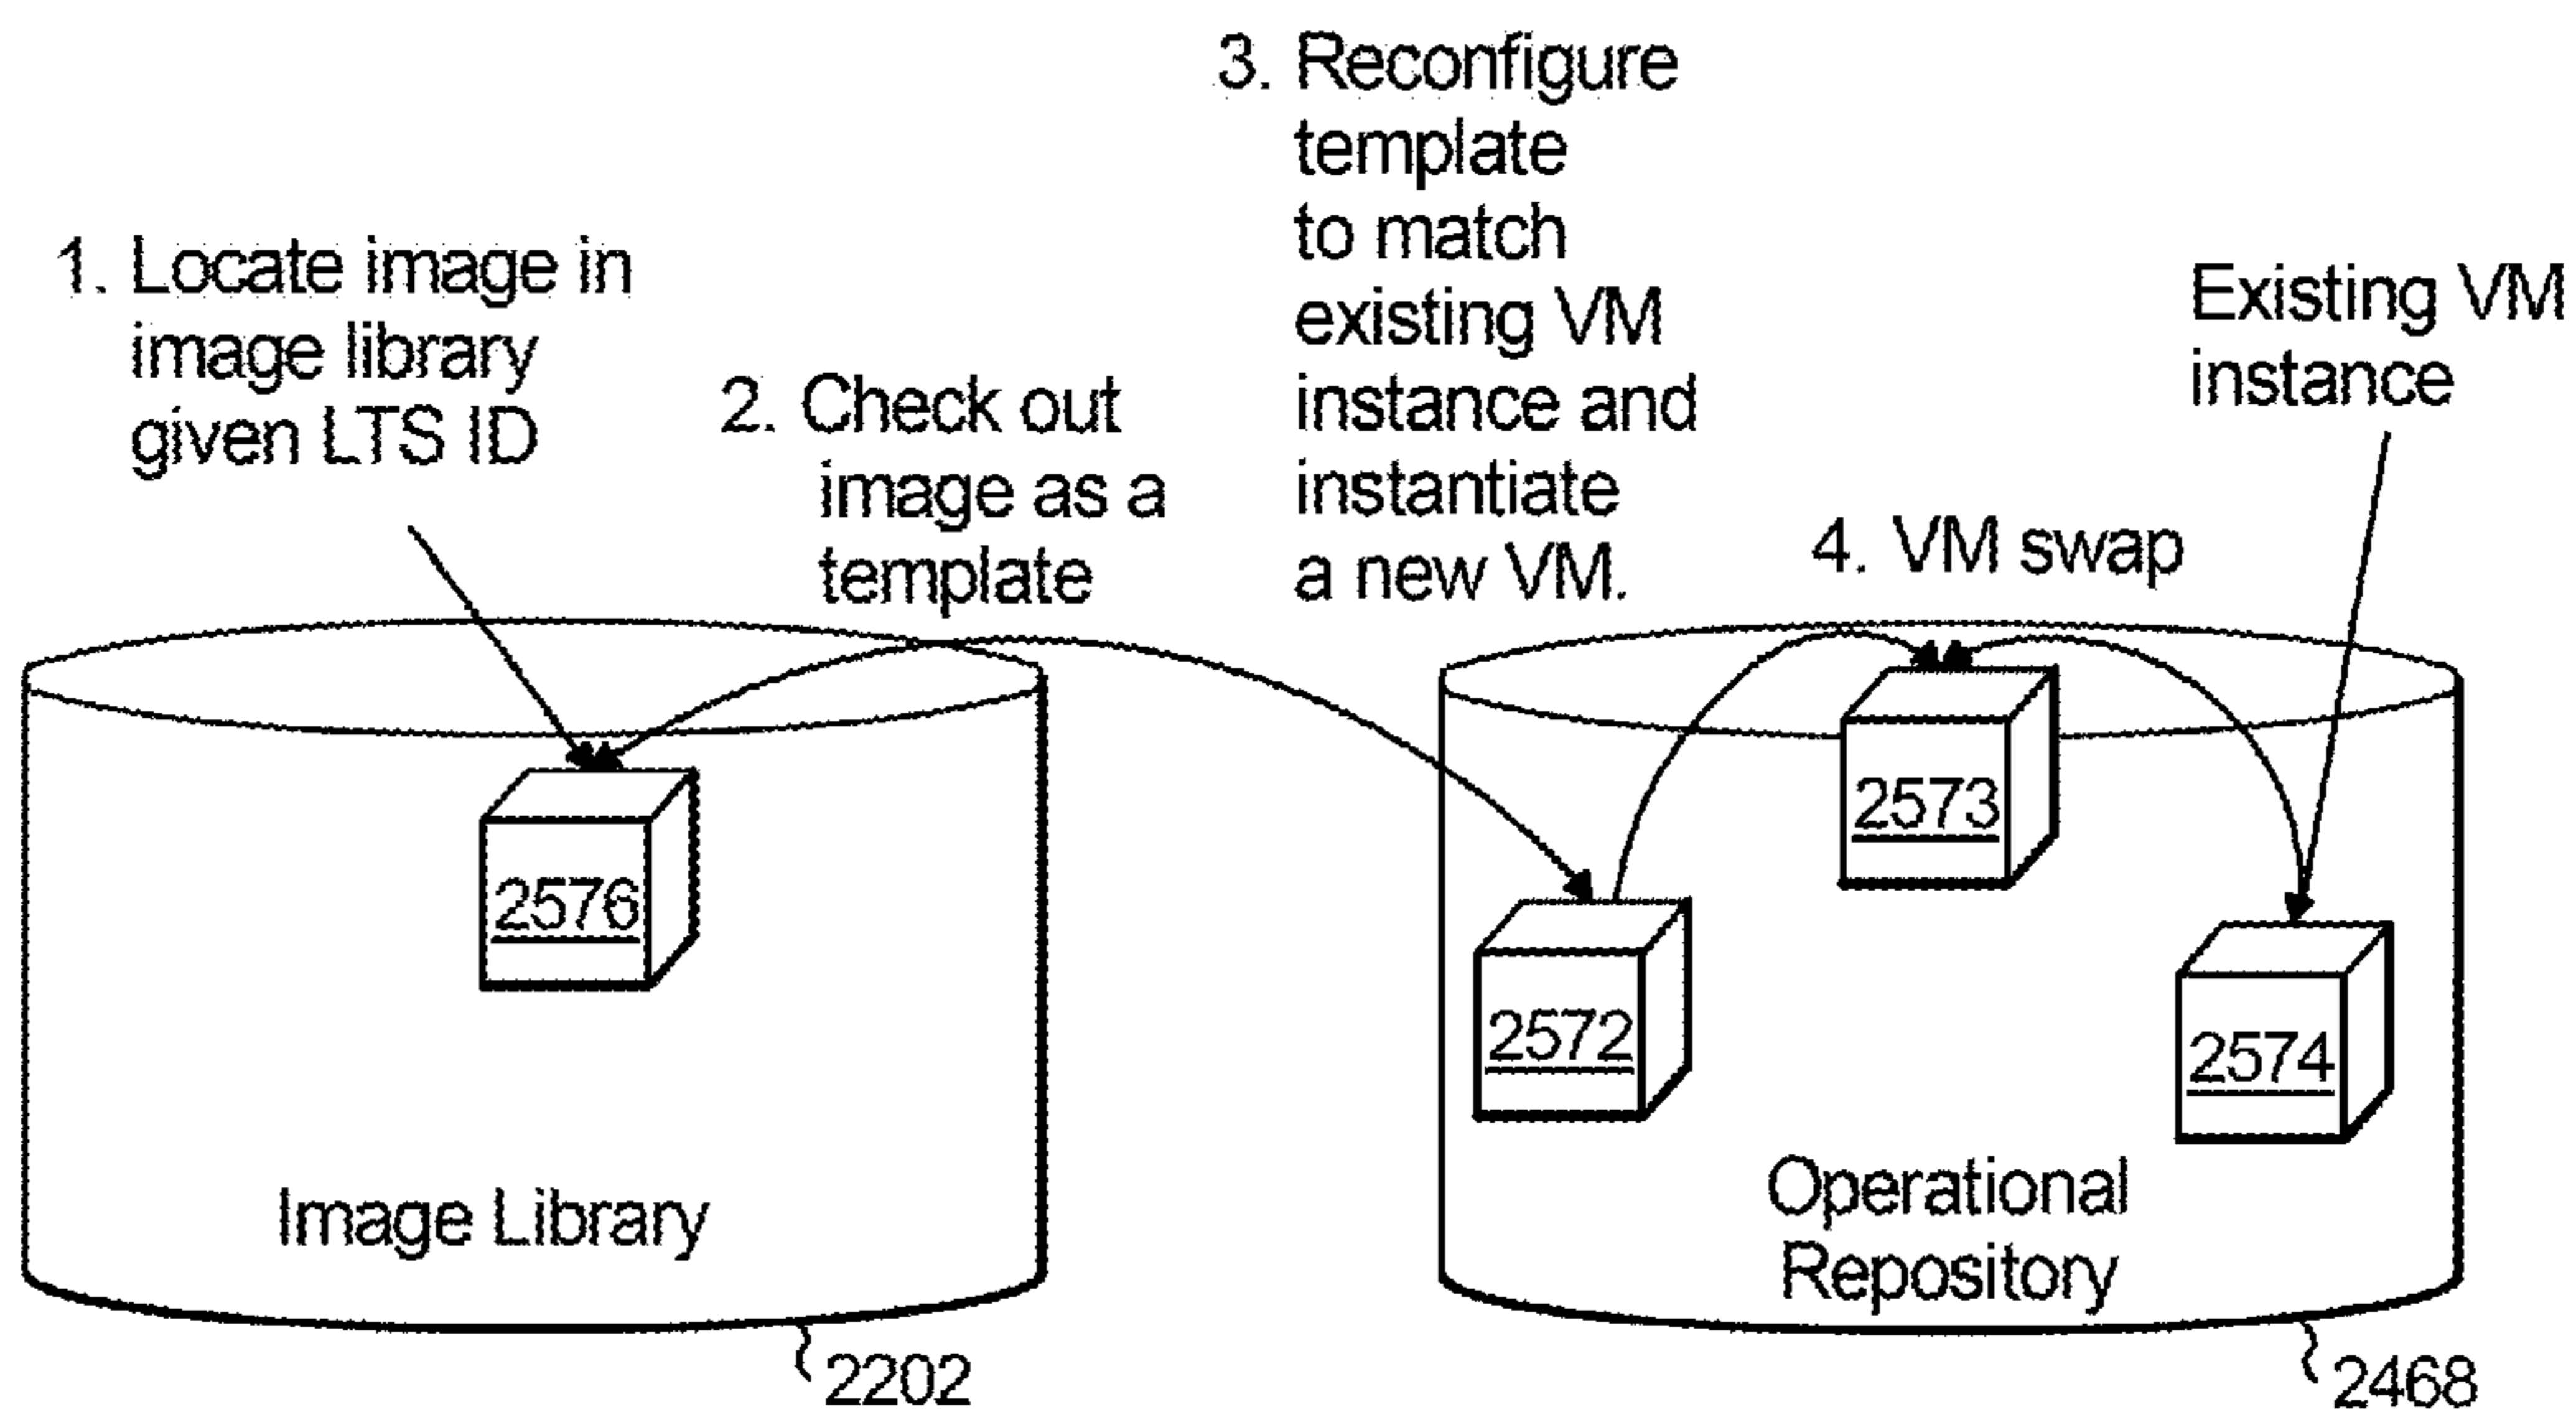 1. Locate image in
image library
given LTS ID
2. Check out
image as a
template
3. Reconfigure
template
to match
existing VM
instance and
instantiate
a new VM.
4. VM swap
Existing VM
instance
2576
2573
2572
2574
Image Library
Operational
Repository
2202
2468